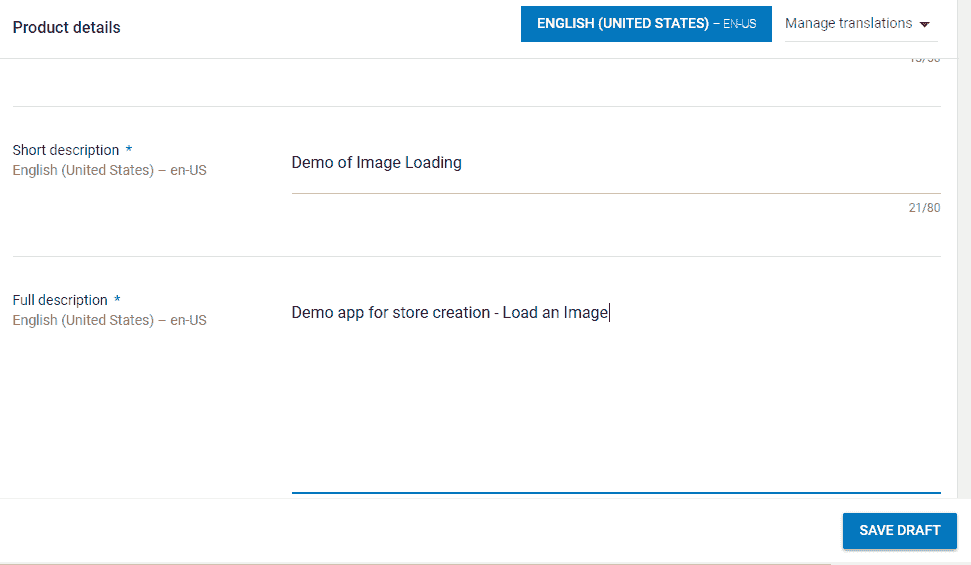 Product details
ENGLISH (UNITED STATES) – EN-US
Manage translations
Short description *
English (United States) – en-US
Demo of Image Loading
21/80
Full description *
English (United States) – en-US
Demo app for store creation - Load an Image
SAVE DRAFT